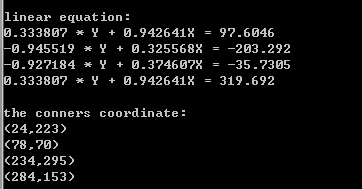 linear equation:
0.333807 * Y + 0.942641X = 97.6046
-0.945519 * Y + 0.325568X = -203.292
-0.927184 * Y + 0.374607X = -35.7305
0.333807 * Y + 0.942641X = 319.692
the conners coordinate:
(24,223)
(78,70)
(234,295)
(284,153)